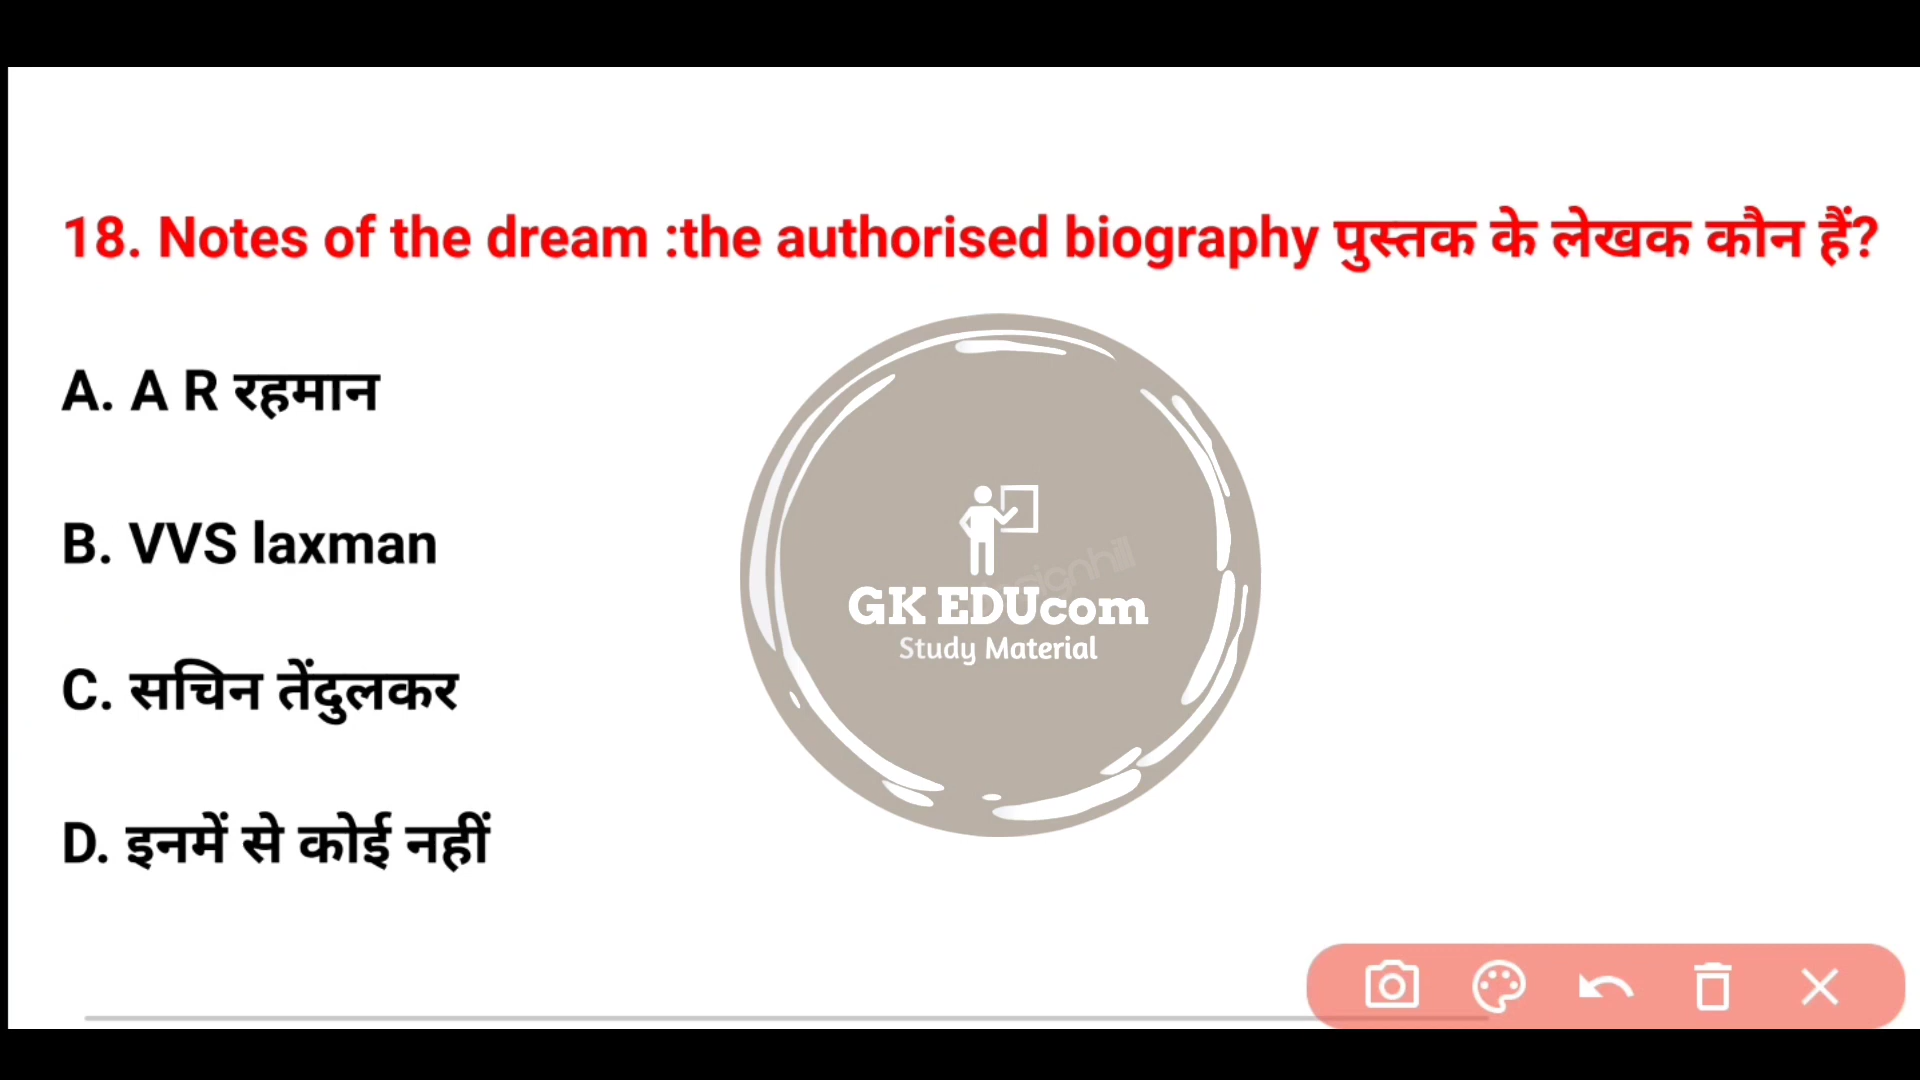 18. Notes of the dream :the authorised biography पुस्तक के लेखक कौन हैं?
A. A R रहमान
B. VVS laxman
C. सचिन तेंदुलकर
D. इनमें से कोई नहीं
GK EDUcom
Study Material